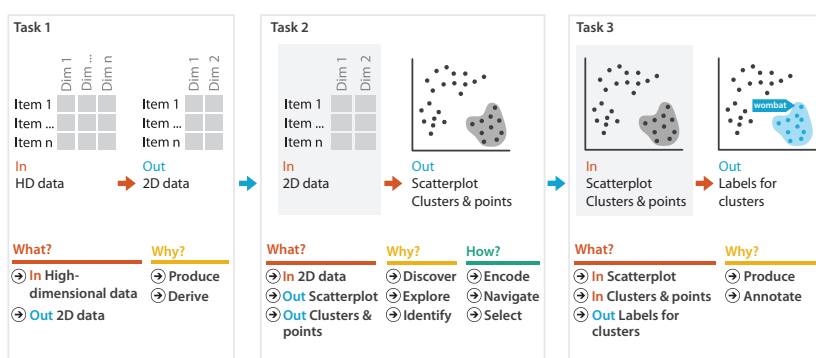 Task 1
Dim 1
Dim ...
Dim n
Item 1
Item ...
Item n
Dim 1
Dim 2
Item 1
Item ...
Item n
In
HD data
Out
2D data
What?
In High-
dimensional data
Out 2D data
Why?
Produce
Derive
Task 2
Dim 1
Dim 2
Item 1
Item ...
Item n
In
2D data
Out
Scatterplot
Clusters & points
What?
In 2D data
Out Scatterplot
Out Clusters &
points
Why?
Discover
Explore
Identify
How?
Encode
Navigate
Select
Task 3
In
Scatterplot
Clusters & points
wombat
Out
Labels for
clusters
What?
In Scatterplot
In Clusters & points
Out Labels for
clusters
Why?
Produce
Annotate